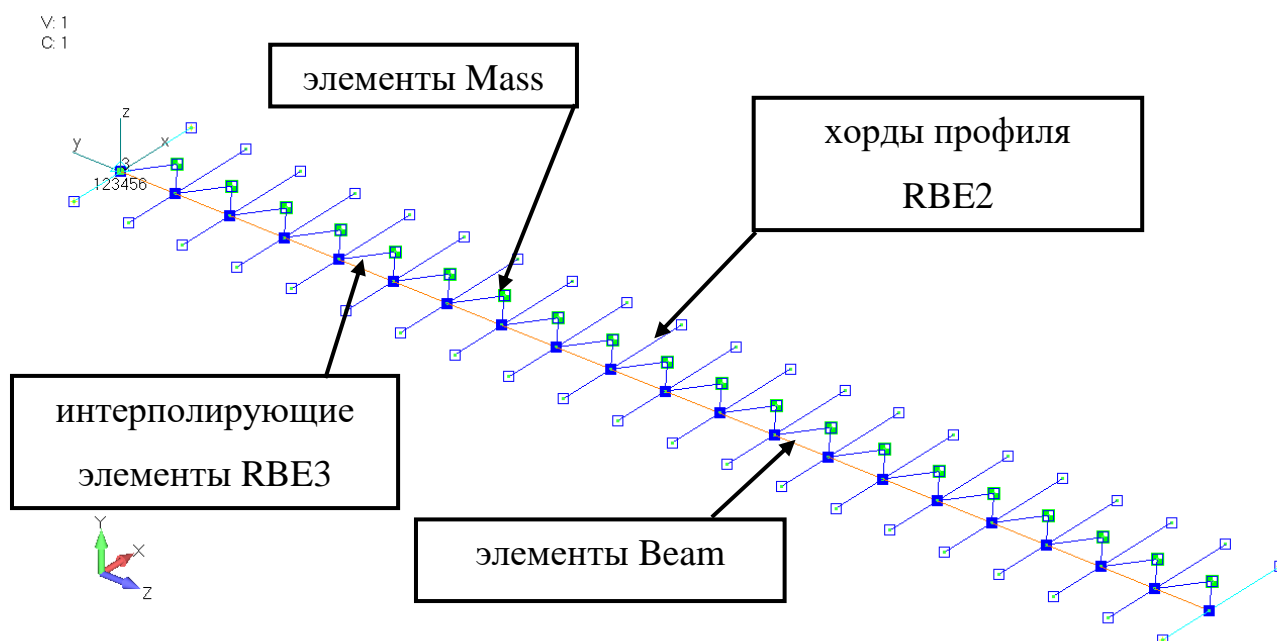 V: 1
C: 1
элементы Mass
хорды профиля
RBE2
z
y
x
3
123456
интерполирующие
элементы RBE3
элементы Beam
Y
X
Z